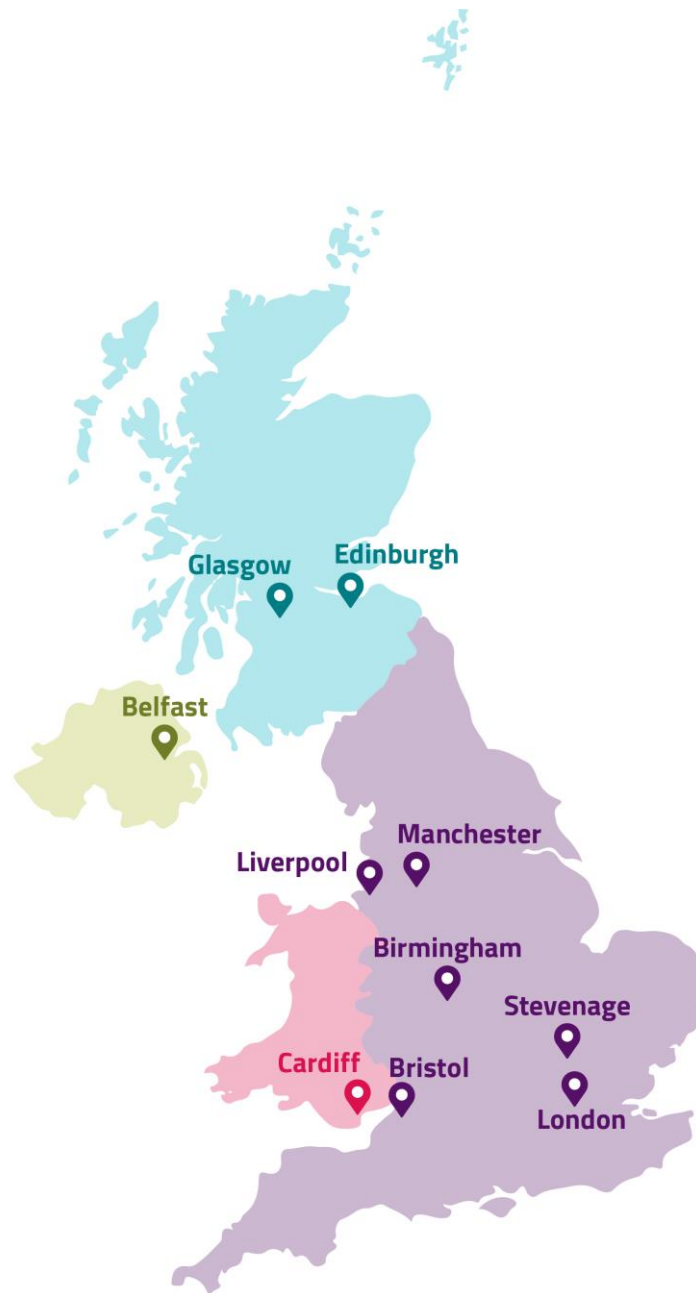 Edinburgh
Glasgow
Belfast
Manchester
Liverpool
Birmingham
Stevenage
Cardiff
Bristol
London